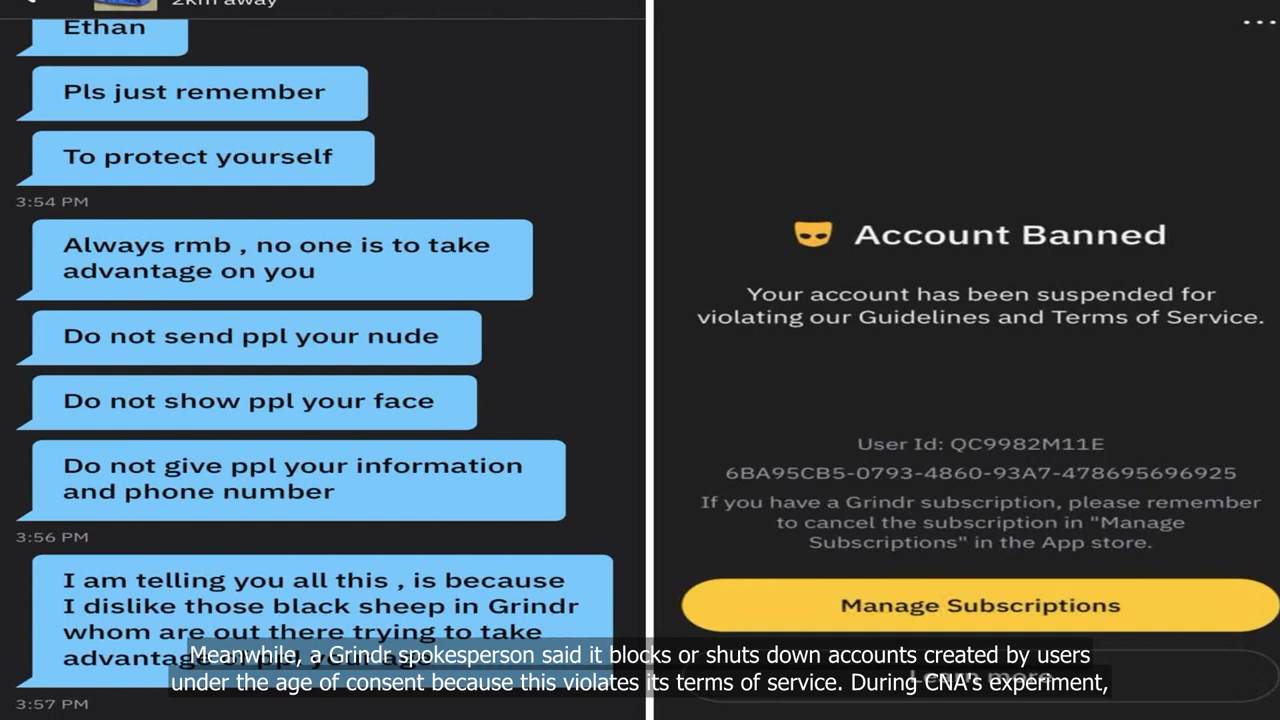 2km away
Ethan
Pls just remember
To protect yourself
3:54 PM
Always rmb , no one is to take
advantage on you
Do not send ppl your nude
Do not show ppl your face
Do not give ppl your information
and phone number
3:56 PM
I am telling you all this , is because
I dislike those black sheep in Grindr
whom are out there trying to take
3:57 PM
Account Banned
Your account has been suspended for
violating our Guidelines and Terms of Service.
User Id: QC9982M11E
6BA95CB5-0793-4860-93A7-478695696925
If you have a Grindr subscription, please remember
to cancel the subscription in "Manage
Subscriptions" in the App store.
Manage Subscriptions
Learn more
Meanwhile, a Grindr spokesperson said it blocks or shuts down accounts created by users
under the age of consent because this violates its terms of service. During CNA's experiment,